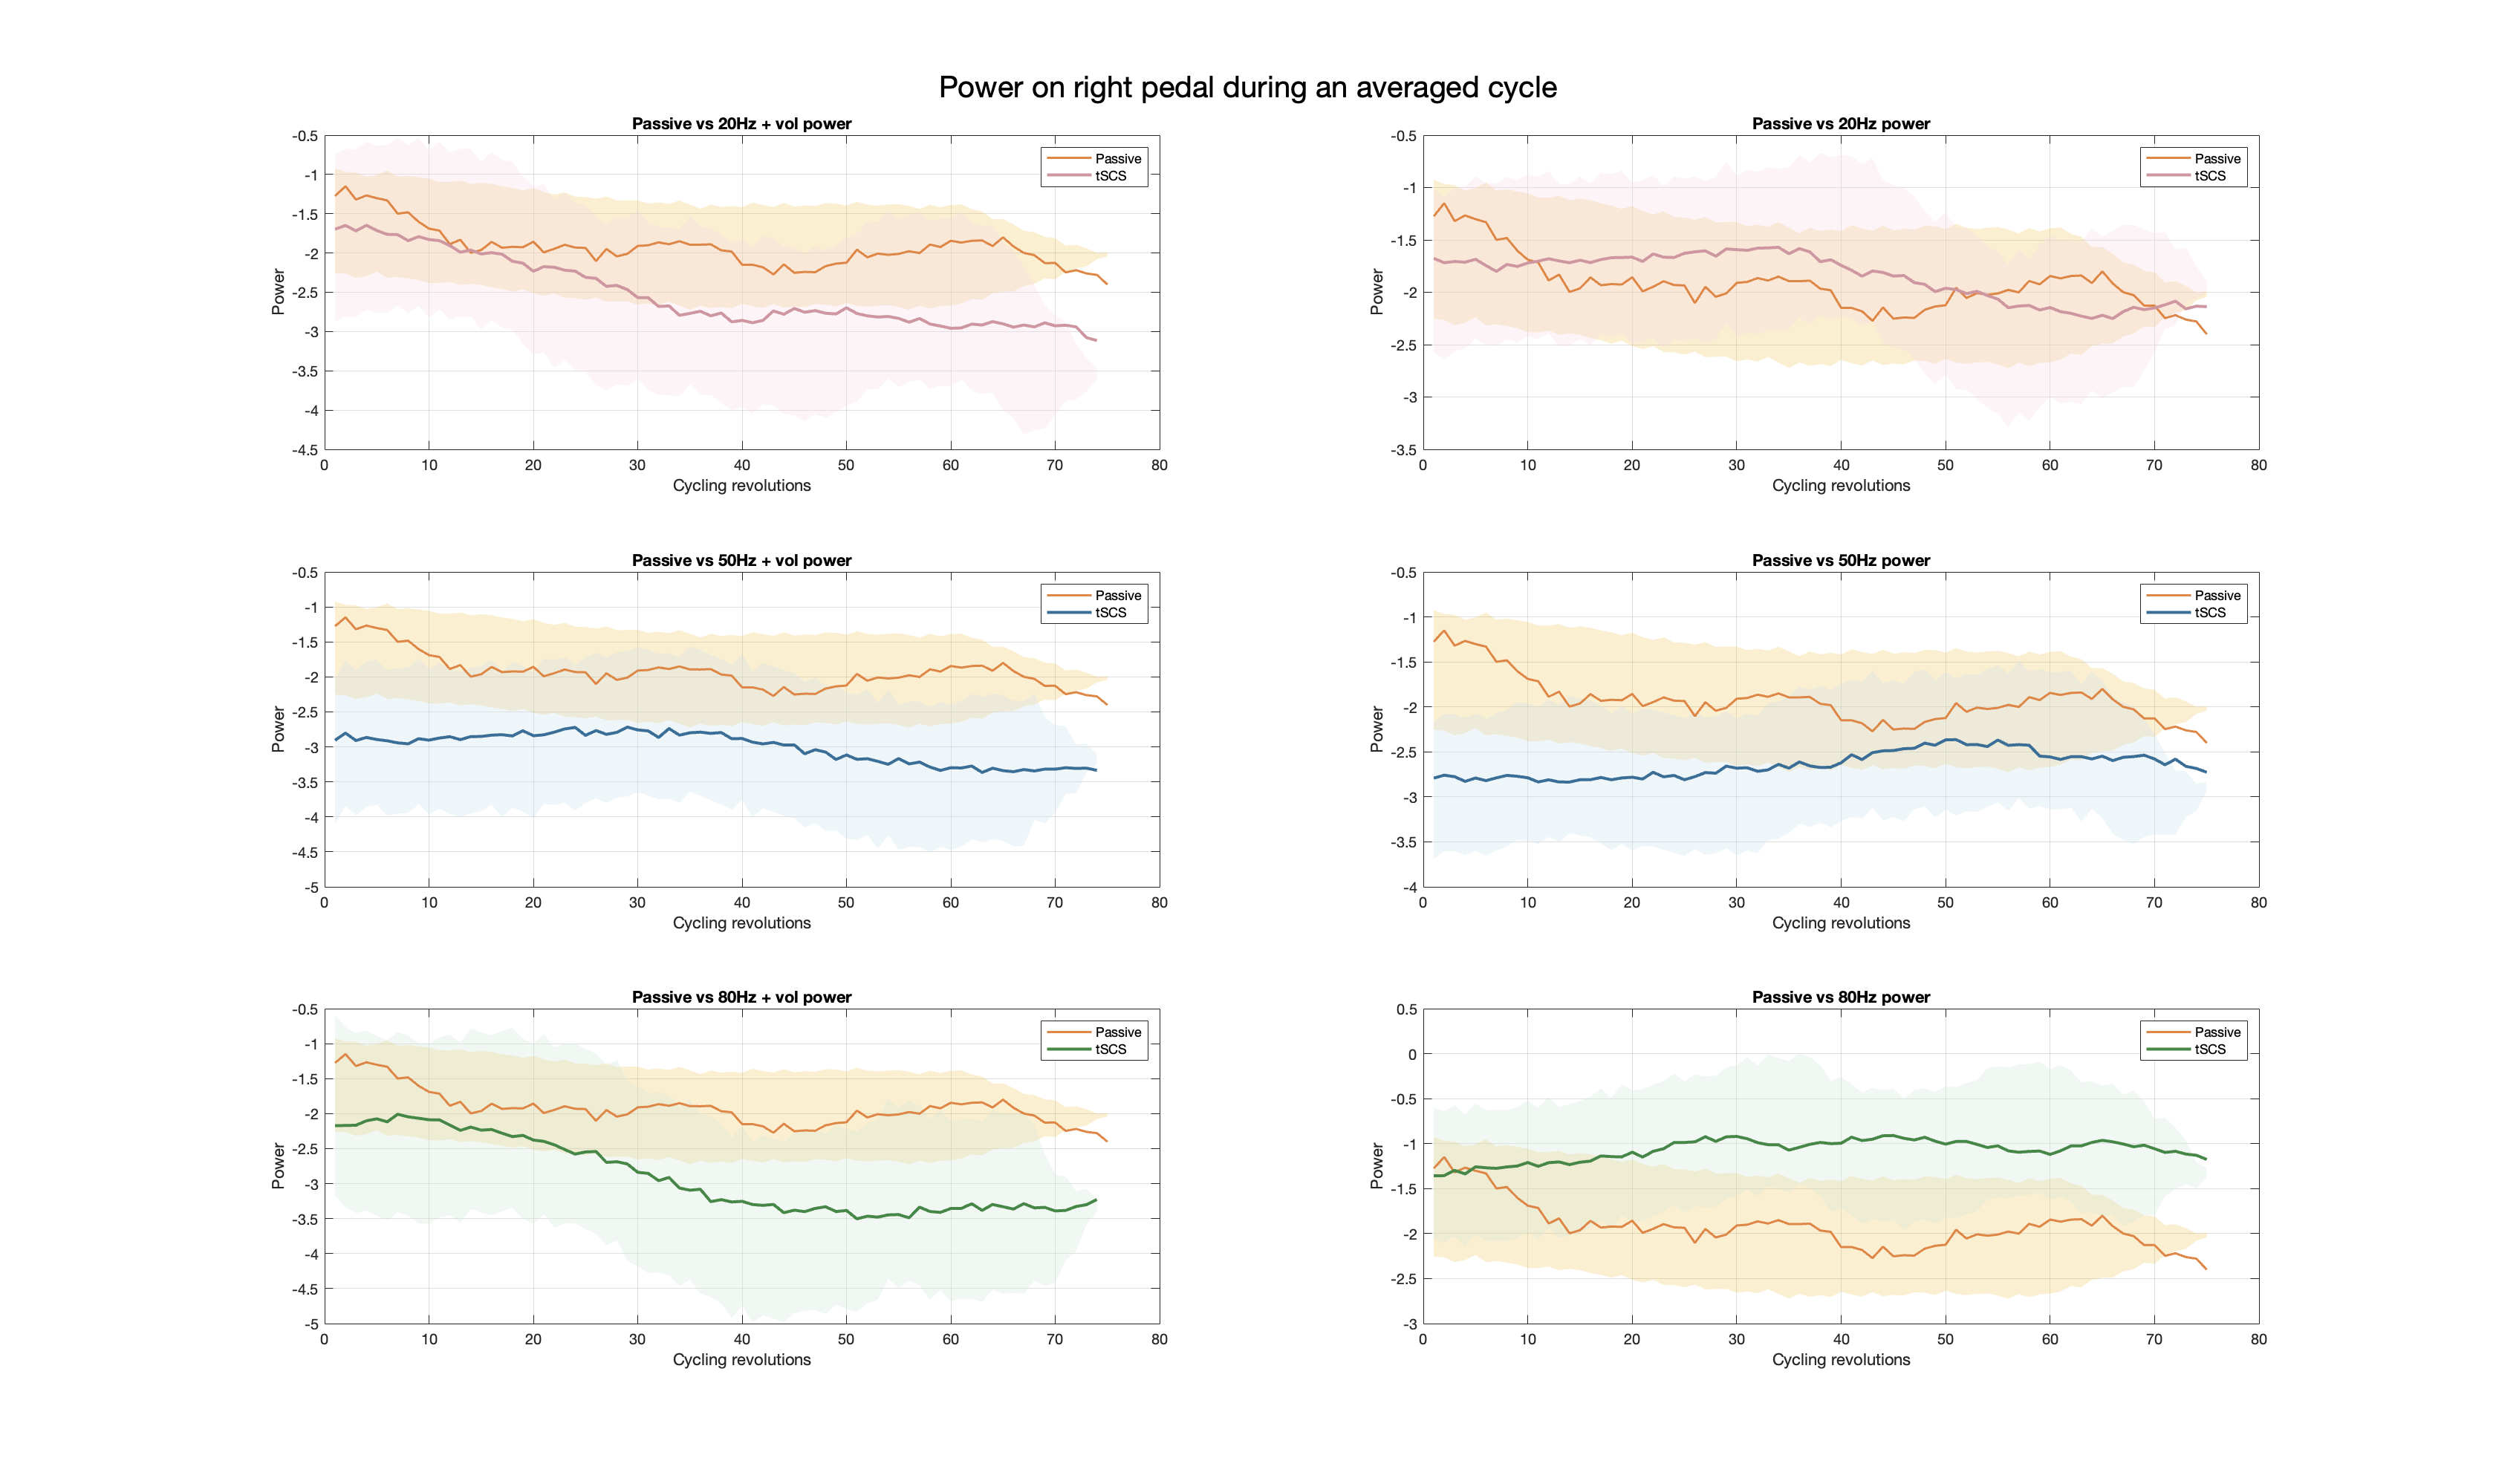 Power on right pedal during an averaged cycle
Passive vs 20Hz + vol power
-0.5
-1
-1.5
-2
-2.5
-3
-3.5
-4
-4.5
Power
0 10 20 30 40 50 60 70 80
Cycling revolutions
Passive
tSCS
Passive vs 20Hz power
-0.5
-1
-1.5
-2
-2.5
-3
-3.5
Power
0 10 20 30 40 50 60 70 80
Cycling revolutions
Passive
tSCS
Passive vs 50Hz + vol power
-0.5
-1
-1.5
-2
-2.5
-3
-3.5
-4
-4.5
-5
Power
0 10 20 30 40 50 60 70 80
Cycling revolutions
Passive
tSCS
Passive vs 50Hz power
-0.5
-1
-1.5
-2
-2.5
-3
-3.5
-4
Power
0 10 20 30 40 50 60 70 80
Cycling revolutions
Passive
tSCS
Passive vs 80Hz + vol power
-0.5
-1
-1.5
-2
-2.5
-3
-3.5
-4
-4.5
-5
Power
0 10 20 30 40 50 60 70 80
Cycling revolutions
Passive
tSCS
Passive vs 80Hz power
0.5
0
-0.5
-1
-1.5
-2
-2.5
-3
Power
0 10 20 30 40 50 60 70 80
Cycling revolutions
Passive
tSCS